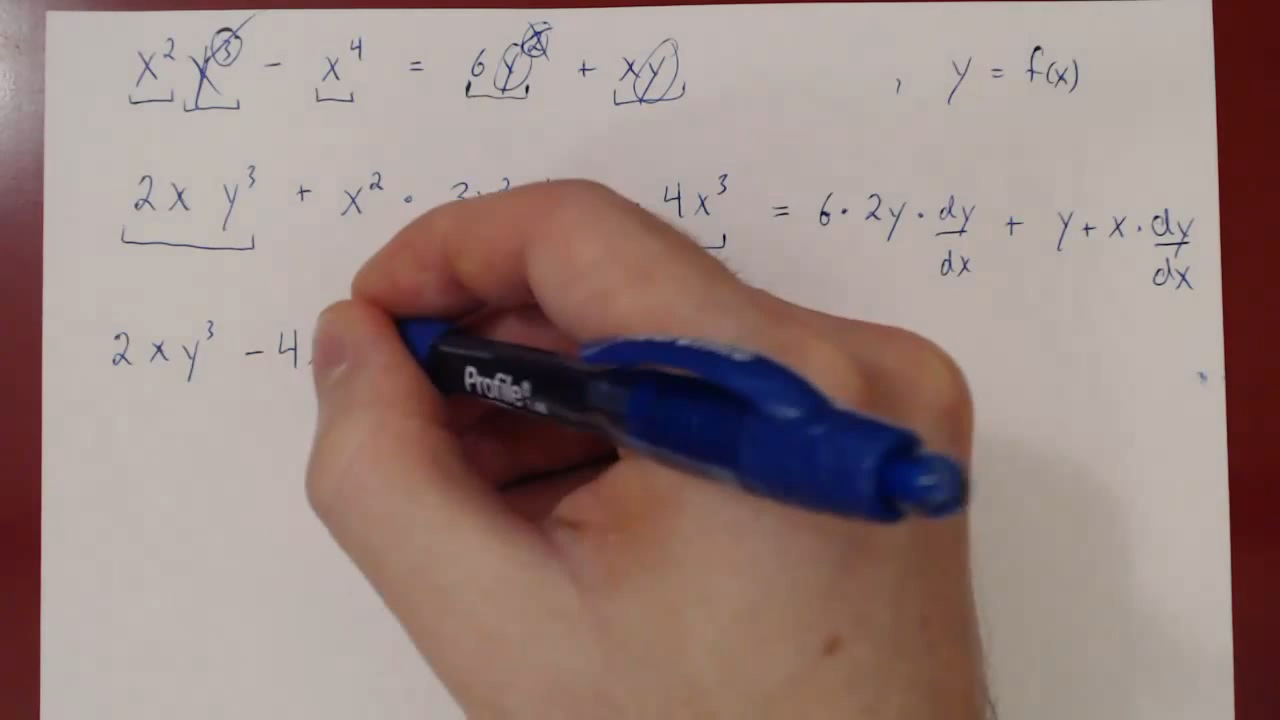 x² y³ - x⁴ = 6 y² + xy , y = f(x)
2x y³ + x² · 3y² 4x³ = 6 · 2y · dy/dx + y + x · dy/dx
2xy³ - 4
Profile